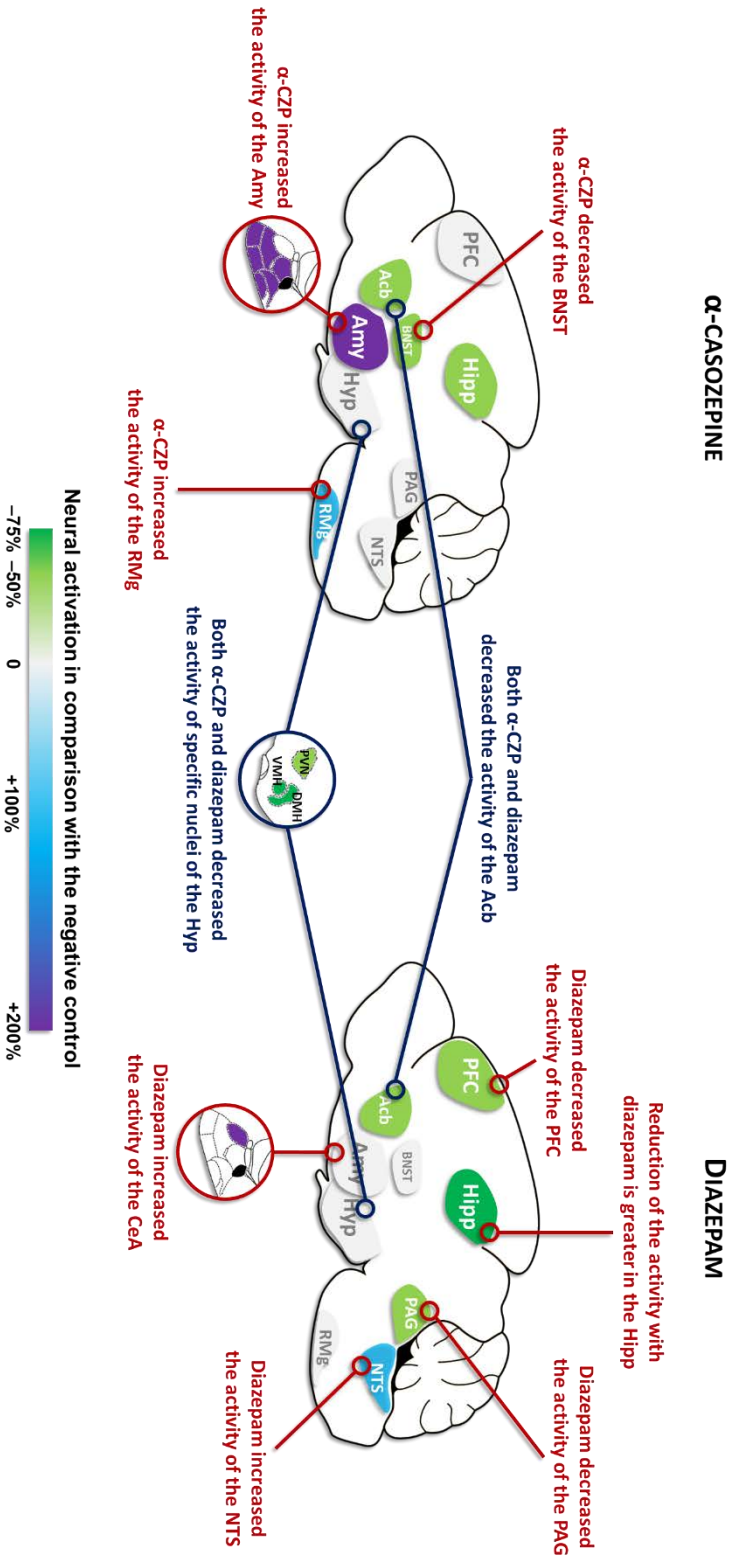 α-CASOZEPINE
DIAZEPAM
α-CZP decreased
the activity of the BNST
Both α-CZP and diazepam
decreased the activity of the Acb
Diazepam decreased
the activity of the PFC
Reduction of the activity with
diazepam is greater in the Hipp
Diazepam decreased
the activity of the PAG
PFC
Hipp
Acb
BNST
Amy
Hyp
PAG
NTS
RMg
PFC
Hipp
Acb
BNST
Amy
Hyp
PAG
NTS
RMg
PVN
DMH
VMH
α-CZP increased
the activity of the Amy
α-CZP increased
the activity of the RMg
Both α-CZP and diazepam decreased
the activity of specific nuclei of the Hyp
Diazepam increased
the activity of the CeA
Diazepam increased
the activity of the NTS
Neural activation in comparison with the negative control
−75% −50% 0 +100% +200%